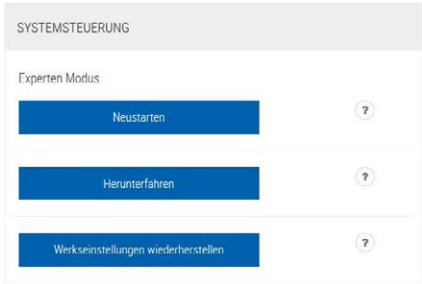 SYSTEMSTEUERUNG
Experten Modus
Neustarten ?
Herunterfahren ?
Werkseinstellungen wiederherstellen ?